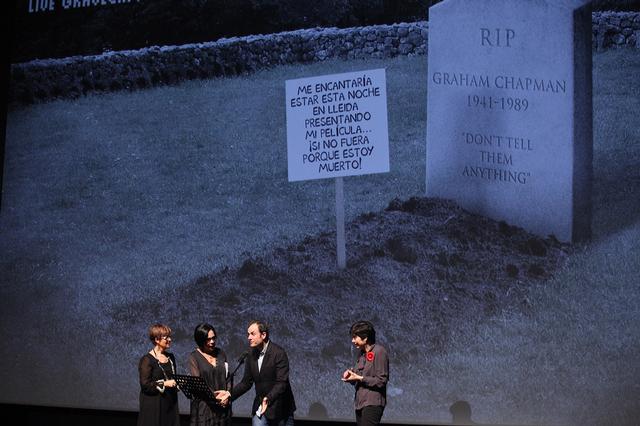 LIVE
ME ENCANTARÍA
ESTAR ESTA NOCHE
EN LLEIDA
PRESENTANDO
MI PELÍCULA...
¡SI NO FUERA
PORQUE ESTOY
MUERTO!
RIP
GRAHAM CHAPMAN
1941-1989
"DON'T TELL
THEM
ANYTHING"